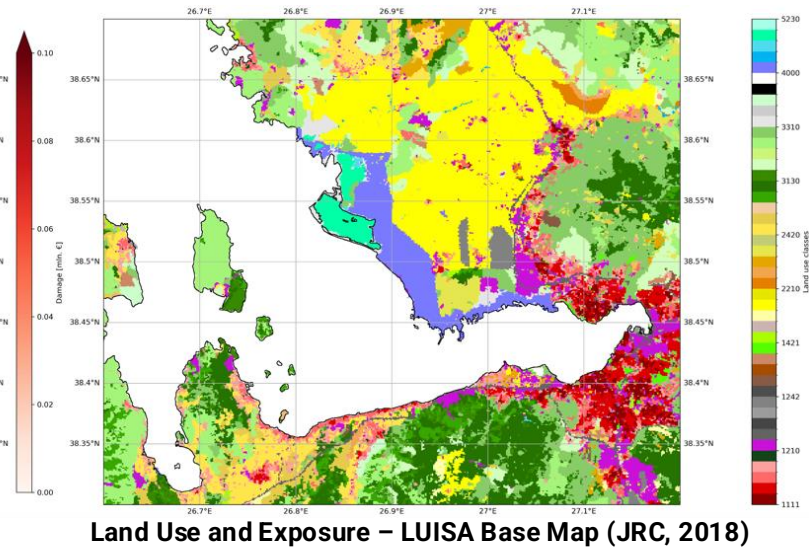 26.7°E 26.8°E 26.9°E 27°E 27.1°E
0.10
0.08
0.06
0.04
0.02
0.00
Damage [mln. €]
°N
°N
°N
°N
°N
°N
°N
38.65°N
38.6°N
38.55°N
38.5°N
38.45°N
38.4°N
38.35°N
38.65°N
38.6°N
38.55°N
38.5°N
38.45°N
38.4°N
38.35°N
5230
4000
3310
3130
2420
2210
1421
1242
1210
1111
Land use classes
26.7°E 26.8°E 26.9°E 27°E 27.1°E
Land Use and Exposure – LUISA Base Map (JRC, 2018)